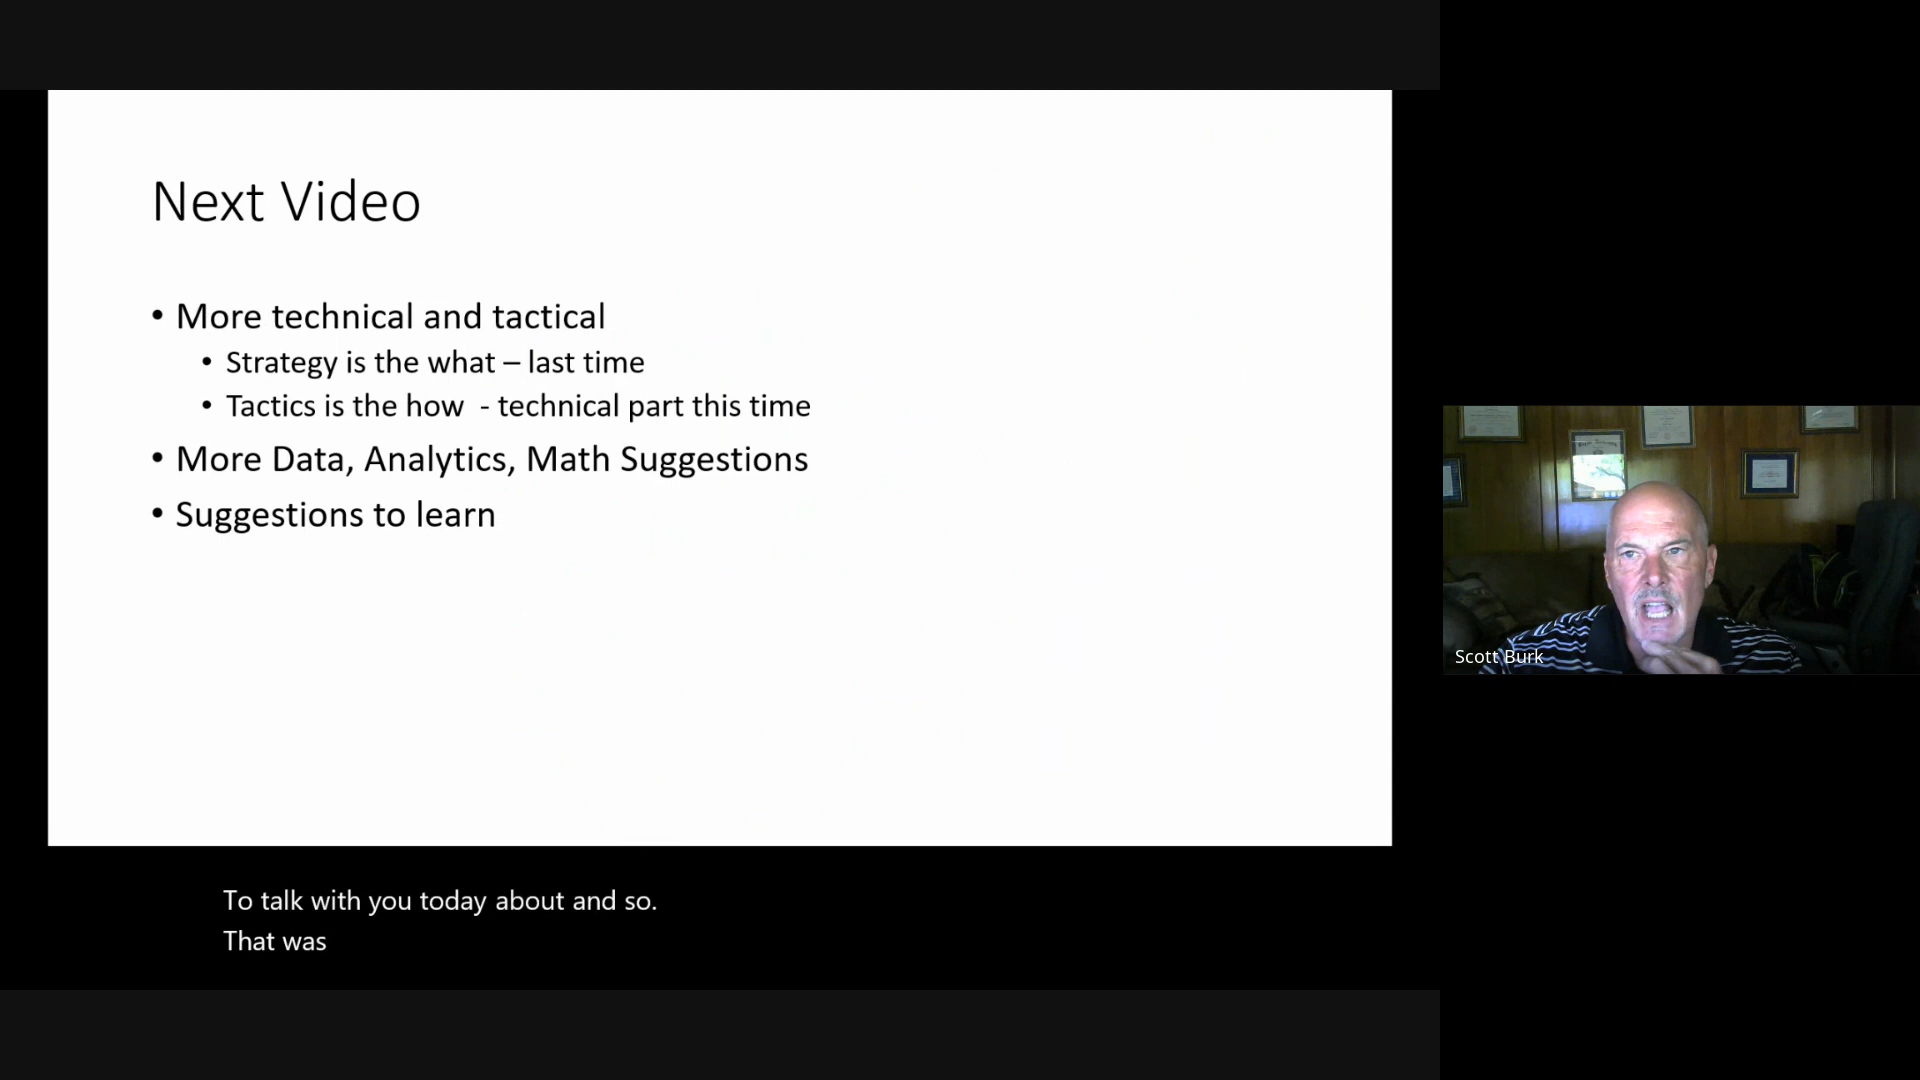 Next Video
• More technical and tactical
• Strategy is the what – last time
• Tactics is the how - technical part this time
• More Data, Analytics, Math Suggestions
• Suggestions to learn
Scott Burk
To talk with you today about and so.
That was